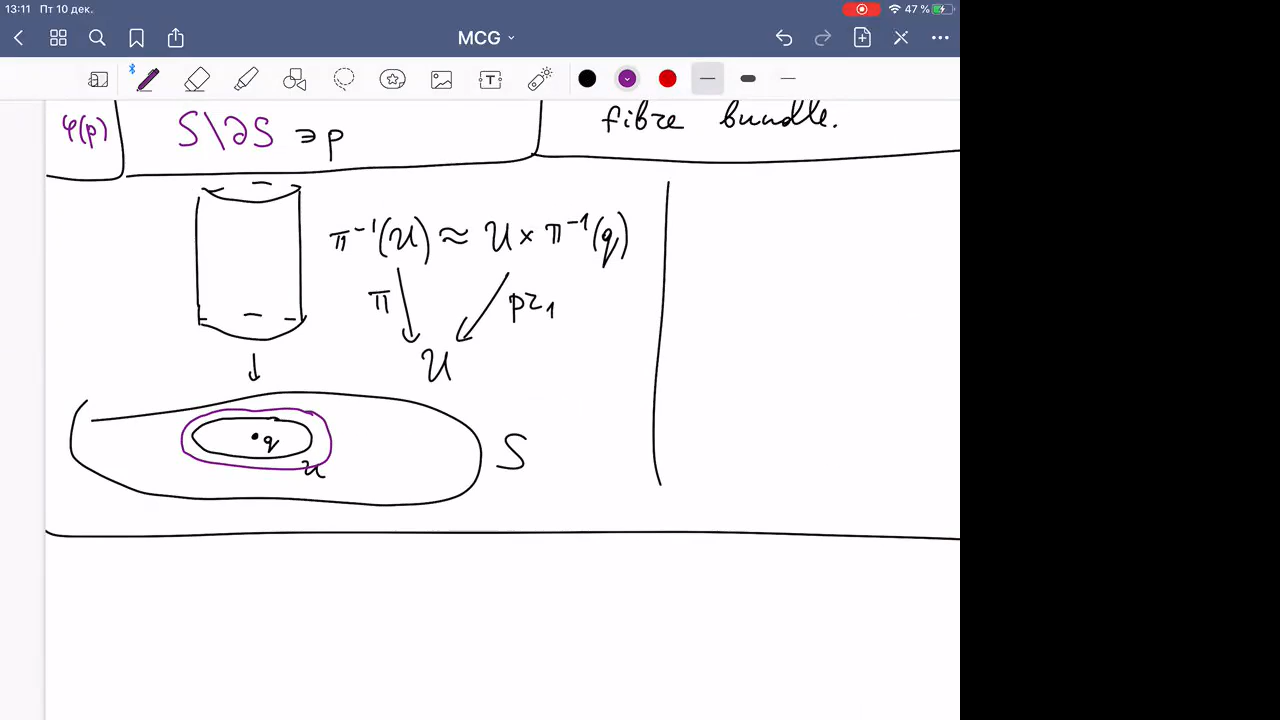 13:11 Пт 10 дек.
47 %
MCG
φ(p)
S\∂S ∋ p
fibre bundle.
π⁻¹(U) ≈ U × π⁻¹(q)
π
pr₁
U
q
U
S